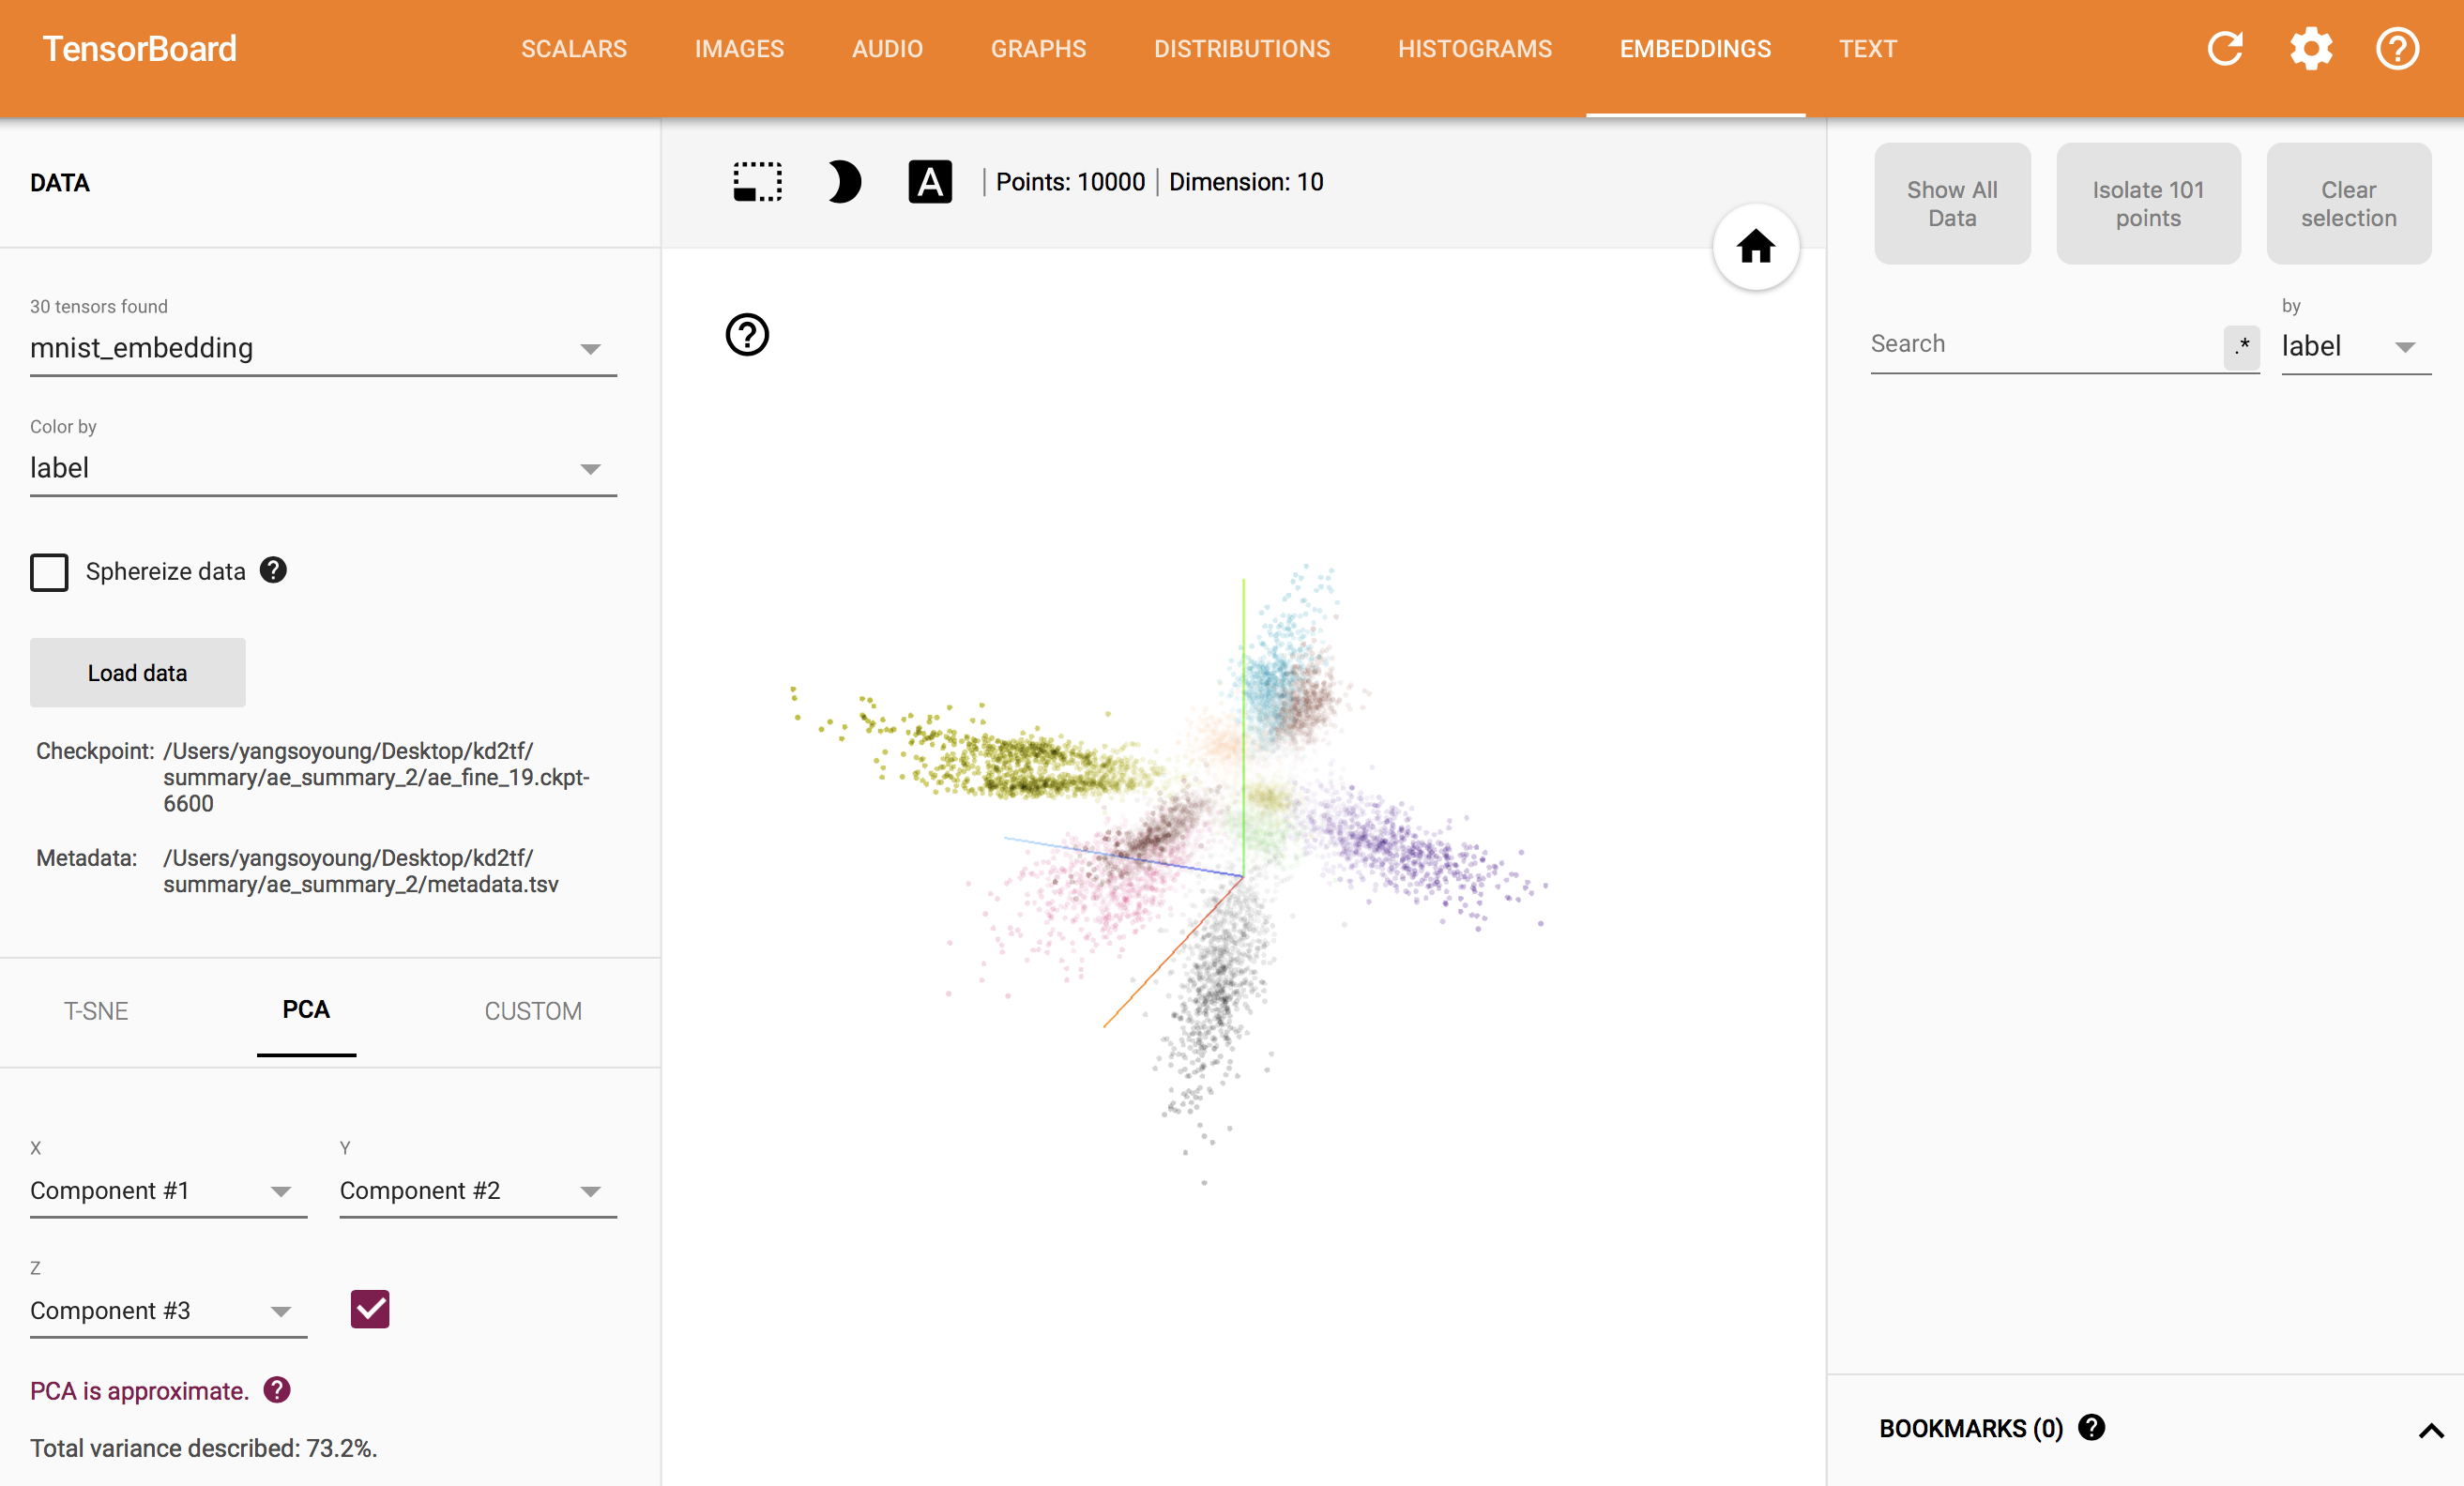 TensorBoard
SCALARS
IMAGES
AUDIO
GRAPHS
DISTRIBUTIONS
HISTOGRAMS
EMBEDDINGS
TEXT
DATA
30 tensors found
mnist_embedding
Color by
label
Sphereize data
Load data
Checkpoint: /Users/yangsoyoung/Desktop/kd2tf/
summary/ae_summary_2/ae_fine_19.ckpt-
6600
Metadata: /Users/yangsoyoung/Desktop/kd2tf/
summary/ae_summary_2/metadata.tsv
T-SNE
PCA
CUSTOM
X
Component #1
Y
Component #2
Z
Component #3
PCA is approximate.
Total variance described: 73.2%.
A
| Points: 10000 | Dimension: 10
Show All
Data
Isolate 101
points
Clear
selection
Search
.*
by
label
BOOKMARKS (0)